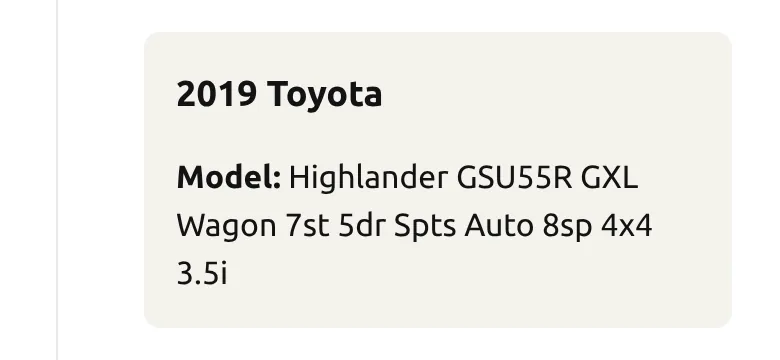 2019 Toyota
Model: Highlander GSU55R GXL
Wagon 7st 5dr Spts Auto 8sp 4x4
3.5i